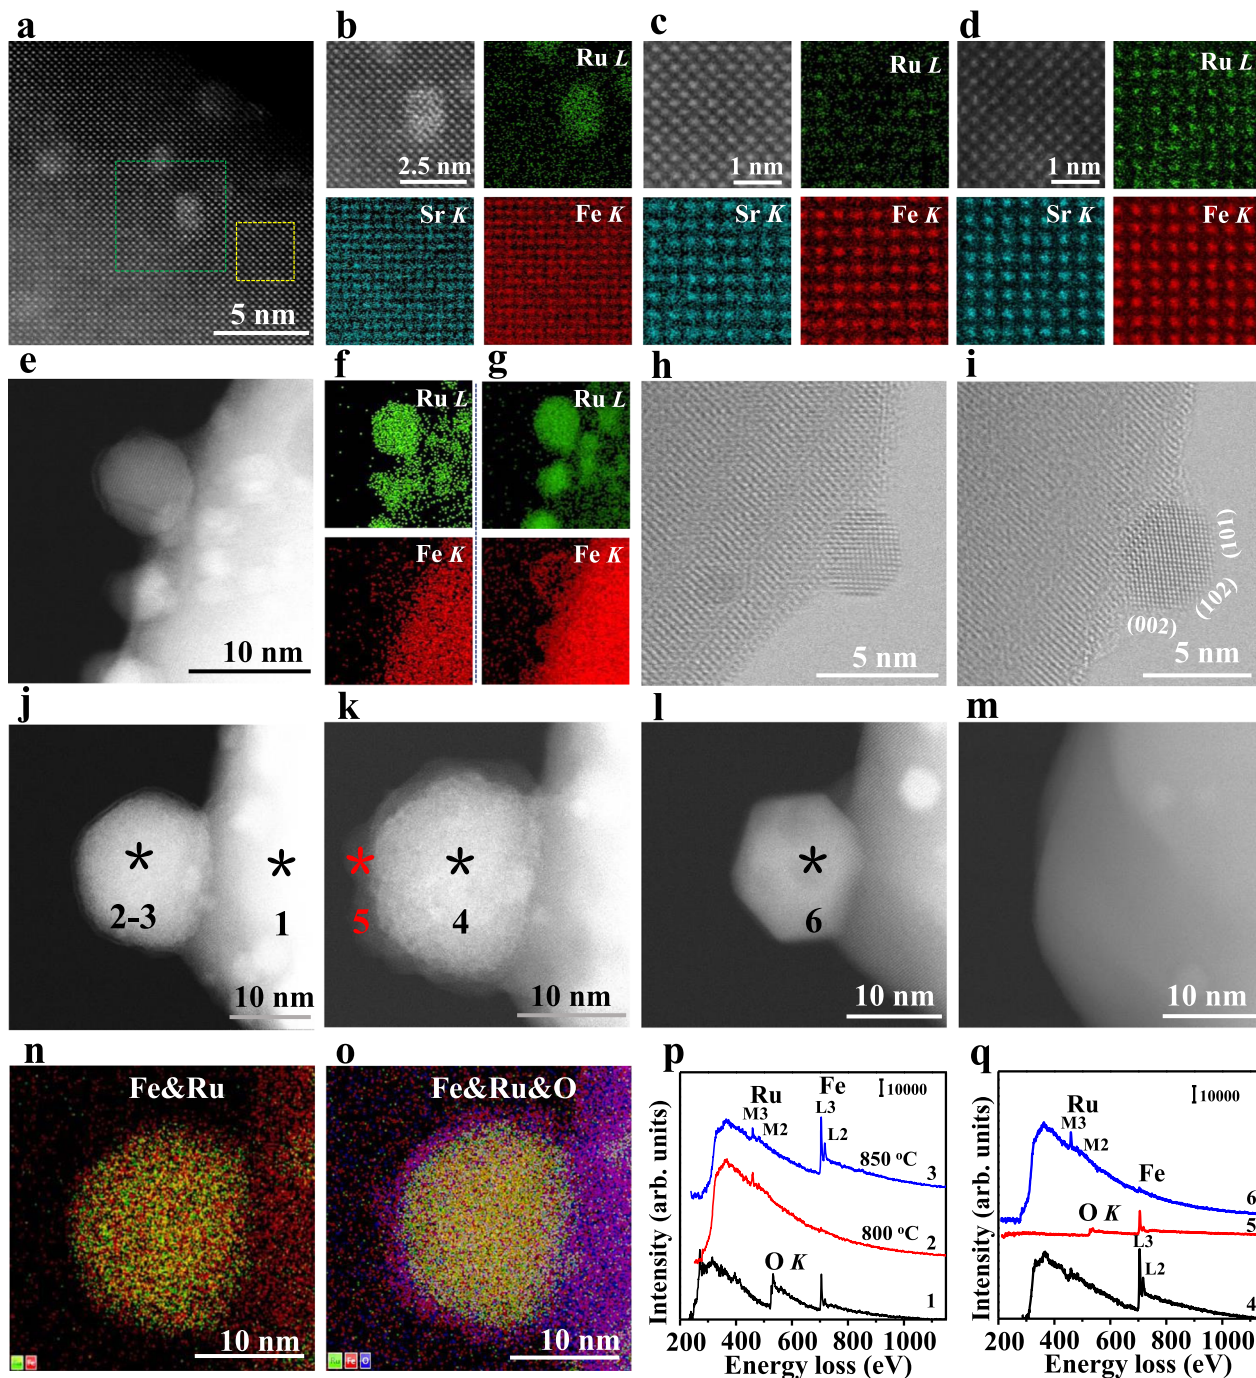 a
b
c
d
Ru L
Ru L
Ru L
5 nm
2.5 nm
1 nm
1 nm
Sr K
Fe K
Sr K
Fe K
Sr K
Fe K
e
f
g
h
i
Ru L
Ru L
Fe K
Fe K
10 nm
5 nm
5 nm
(101)
(102)
(002)
j
k
l
m
2-3
1
5
4
6
10 nm
10 nm
10 nm
10 nm
n
o
p
q
Fe&Ru
10 nm
Ru Fe
Fe&Ru&O
10 nm
Ru Fe O
Intensity (arb. units)
10000
Ru
M3
M2
Fe
L3
L2
850 °C
3
800 °C
2
O K
1
200 400 600 800 1000
Energy loss (eV)
Intensity (arb. units)
10000
Ru
M3
M2
Fe
6
O K
5
L3
L2
4
200 400 600 800 1000
Energy loss (eV)